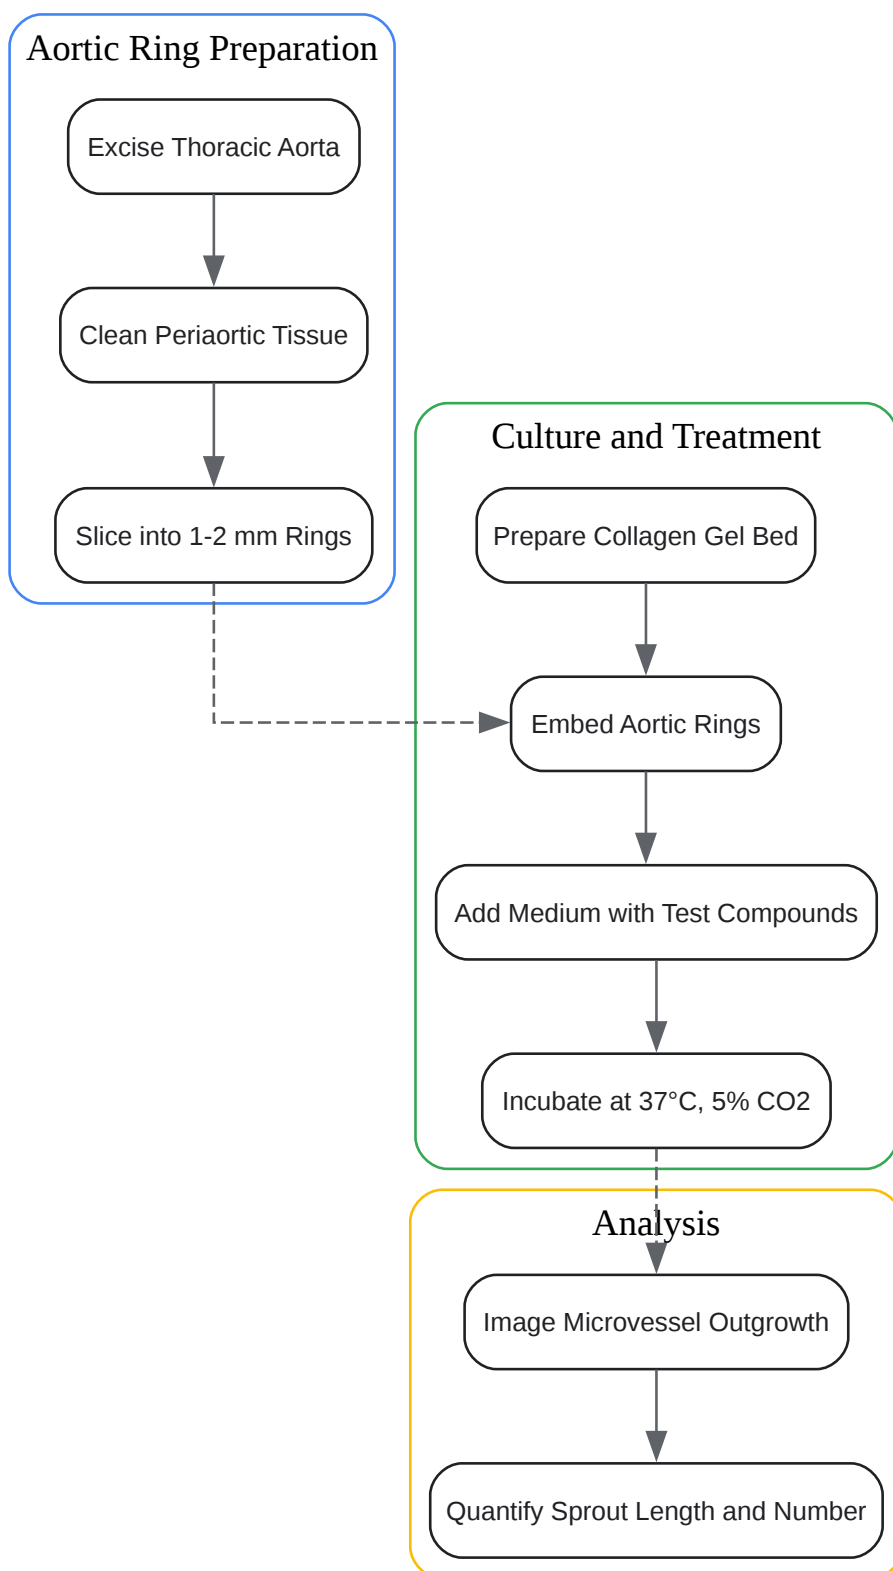 Aortic Ring Preparation
Excise Thoracic Aorta
Clean Periaortic Tissue
Slice into 1-2 mm Rings
Culture and Treatment
Prepare Collagen Gel Bed
Embed Aortic Rings
Add Medium with Test Compounds
Incubate at 37°C, 5% CO2
Analysis
Image Microvessel Outgrowth
Quantify Sprout Length and Number